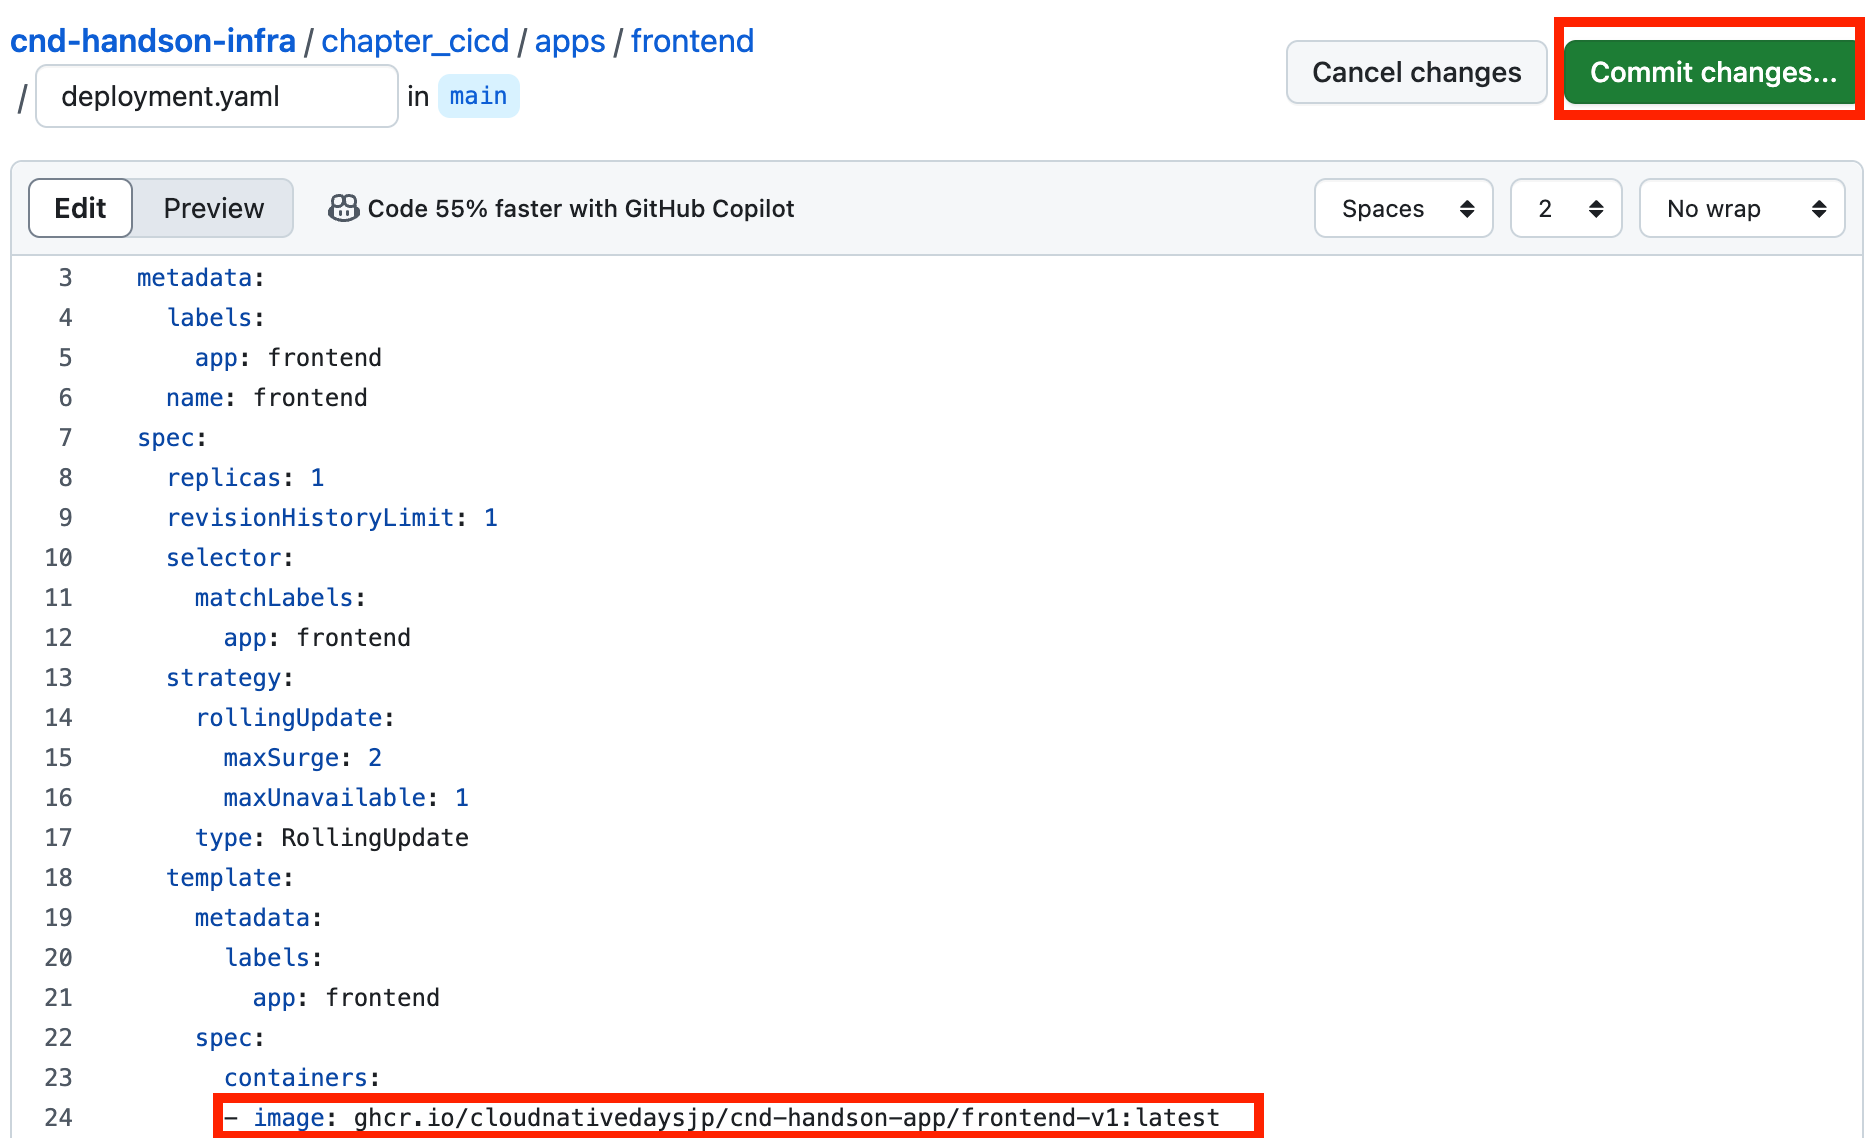 cnd-handson-infra / chapter_cicd / apps / frontend
/ deployment.yaml in main
Cancel changes
Commit changes...
Edit Preview Code 55% faster with GitHub Copilot Spaces 2 No wrap
3 metadata:
4   labels:
5     app: frontend
6   name: frontend
7 spec:
8   replicas: 1
9   revisionHistoryLimit: 1
10   selector:
11     matchLabels:
12       app: frontend
13   strategy:
14     rollingUpdate:
15       maxSurge: 2
16       maxUnavailable: 1
17     type: RollingUpdate
18   template:
19     metadata:
20       labels:
21         app: frontend
22     spec:
23       containers:
24       - image: ghcr.io/cloudnativedaysjp/cnd-handson-app/frontend-v1:latest